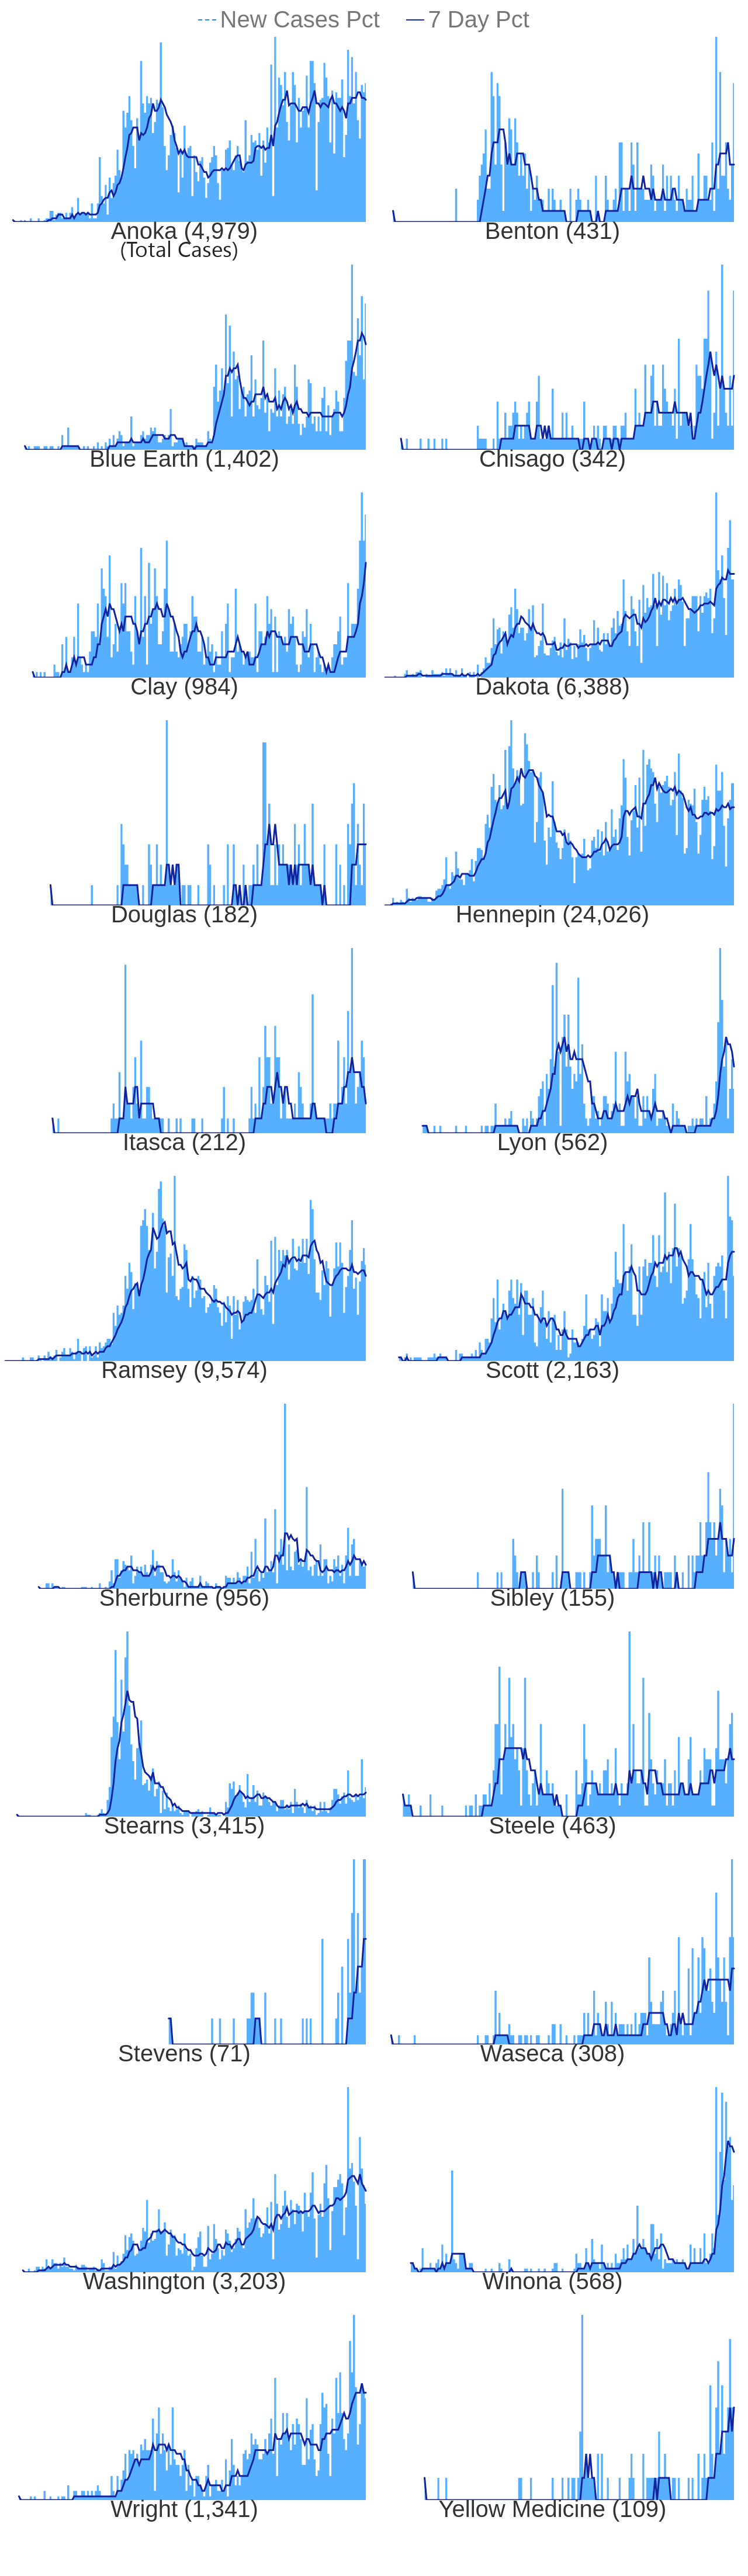 New Cases Pct 7 Day Pct
Anoka (4,979) Benton (431)
(Total Cases)
Blue Earth (1,402) Chisago (342)
Clay (984) Dakota (6,388)
Douglas (182) Hennepin (24,026)
Itasca (212) Lyon (562)
Ramsey (9,574) Scott (2,163)
Sherburne (956) Sibley (155)
Stearns (3,415) Steele (463)
Stevens (71) Waseca (308)
Washington (3,203) Winona (568)
Wright (1,341) Yellow Medicine (109)